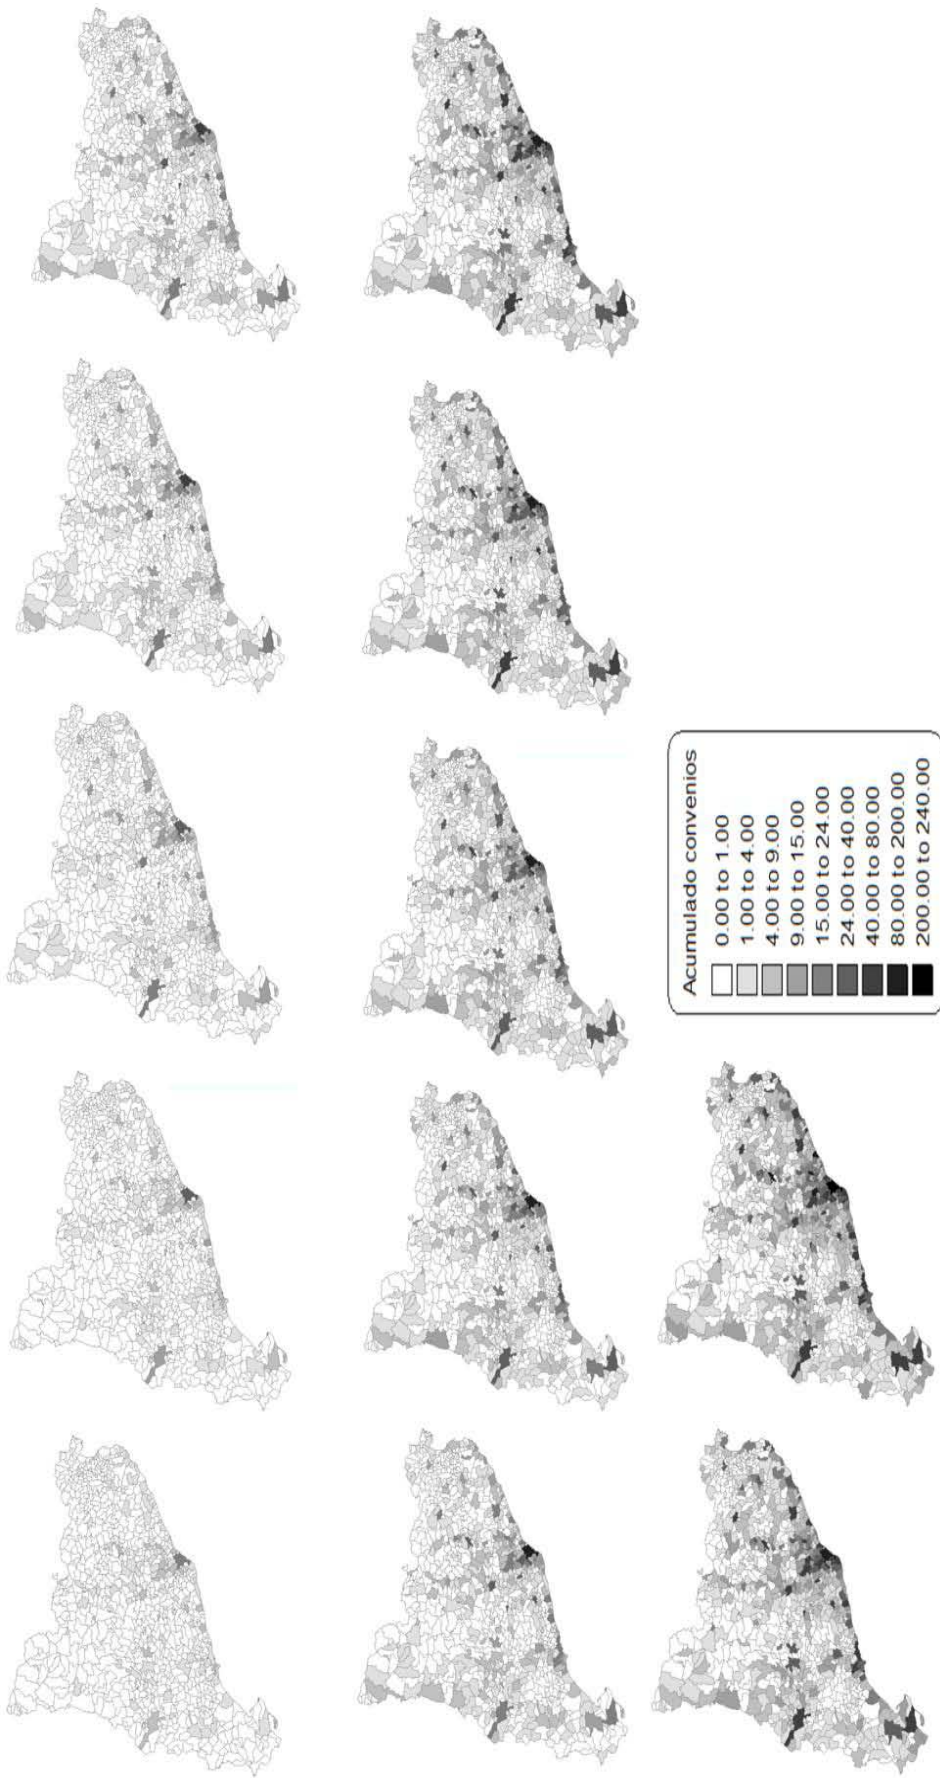 Acumulado convenios
0.00 to 1.00
1.00 to 4.00
4.00 to 9.00
9.00 to 15.00
15.00 to 24.00
24.00 to 40.00
40.00 to 80.00
80.00 to 200.00
200.00 to 240.00